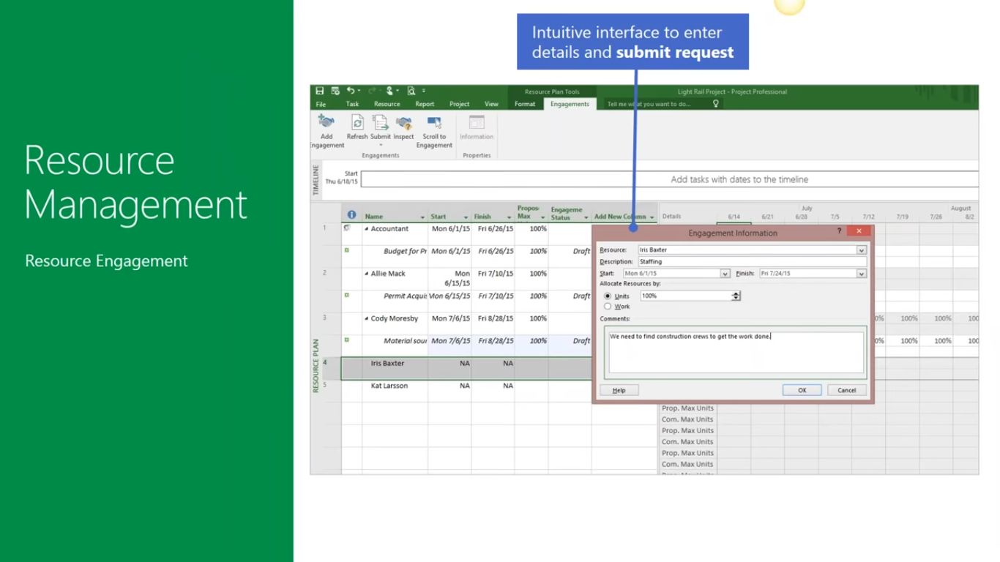 Resource
Management
Resource Engagement
Intuitive interface to enter
details and submit request
Resource Plan Tools
Light Rail Project - Project Professional
File Task Resource Report Project View Format Engagements Tell me what you want to do...
Add
Engagement
Refresh
Submit
Inspect
Scroll to
Engagement
Information
Engagements
Properties
TIMELINE
Start
Thu 6/18/15
Add tasks with dates to the timeline
RESOURCE PLAN
Name Start Finish Propos Max Engageme Status Add New Column Details
July
August
6/14 6/21 6/28 7/5 7/12 7/19 7/26 8/2
1 Accountant Mon 6/1/15 Fri 6/26/15 100%
Budget for Pr Mon 6/1/15 Fri 6/26/15 100% Draft
2 Allie Mack Mon 6/15/15 Fri 7/10/15 100%
Permit Acquis Mon 6/15/15 Fri 7/10/15 100% Draft
3 Cody Moresby Mon 7/6/15 Fri 8/28/15 100% 0% 100% 100% 100
Material sour Mon 7/6/15 Fri 8/28/15 100% Draft 0% 100% 100% 100
4 Iris Baxter NA NA
5 Kat Larsson NA NA
Engagement Information
?
Resource: Iris Baxter
Description: Staffing
Start: Mon 6/1/15 Finish: Fri 7/24/15
Allocate Resources by:
Units 100%
Work
Comments:
We need to find construction crews to get the work done.
Help OK Cancel
Prop. Max Units
Com. Max Units
Prop. Max Units
Com. Max Units
Prop. Max Units
Com. Max Units